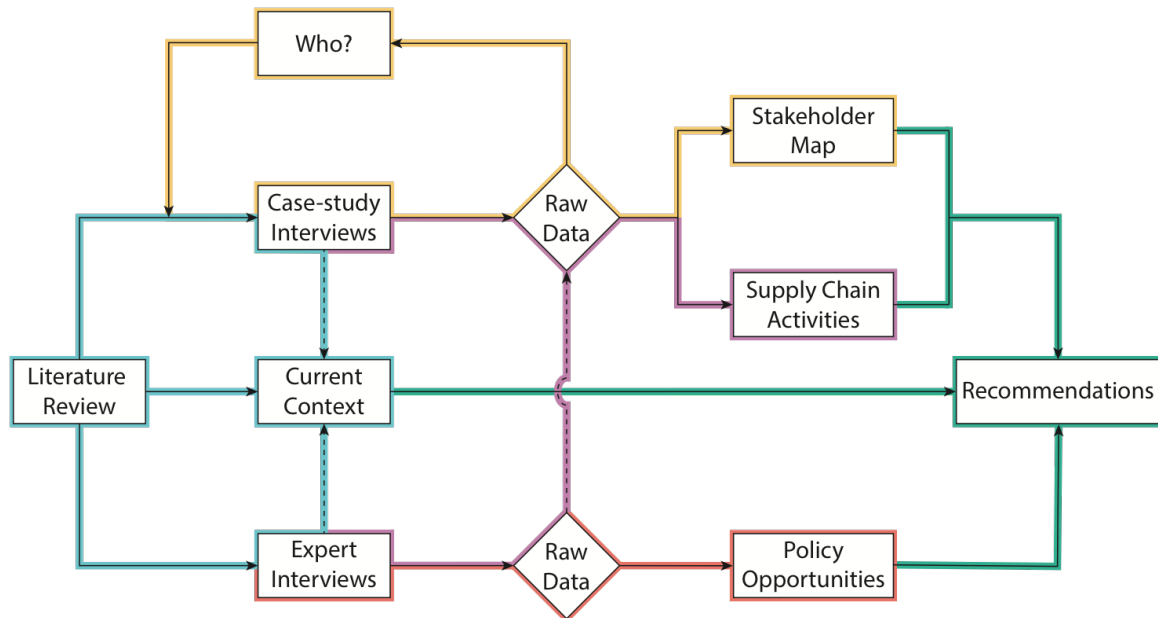 Who?
Stakeholder
Map
Case-study
Interviews
Raw
Data
Supply Chain
Activities
Literature
Review
Current
Context
Recommendations
Expert
Interviews
Raw
Data
Policy
Opportunities